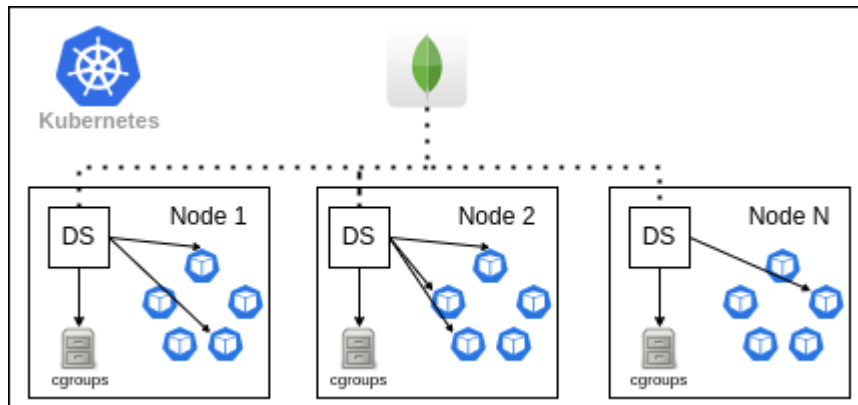 Kubernetes
Node 1
DS
cgroups
Node 2
DS
cgroups
Node N
DS
cgroups